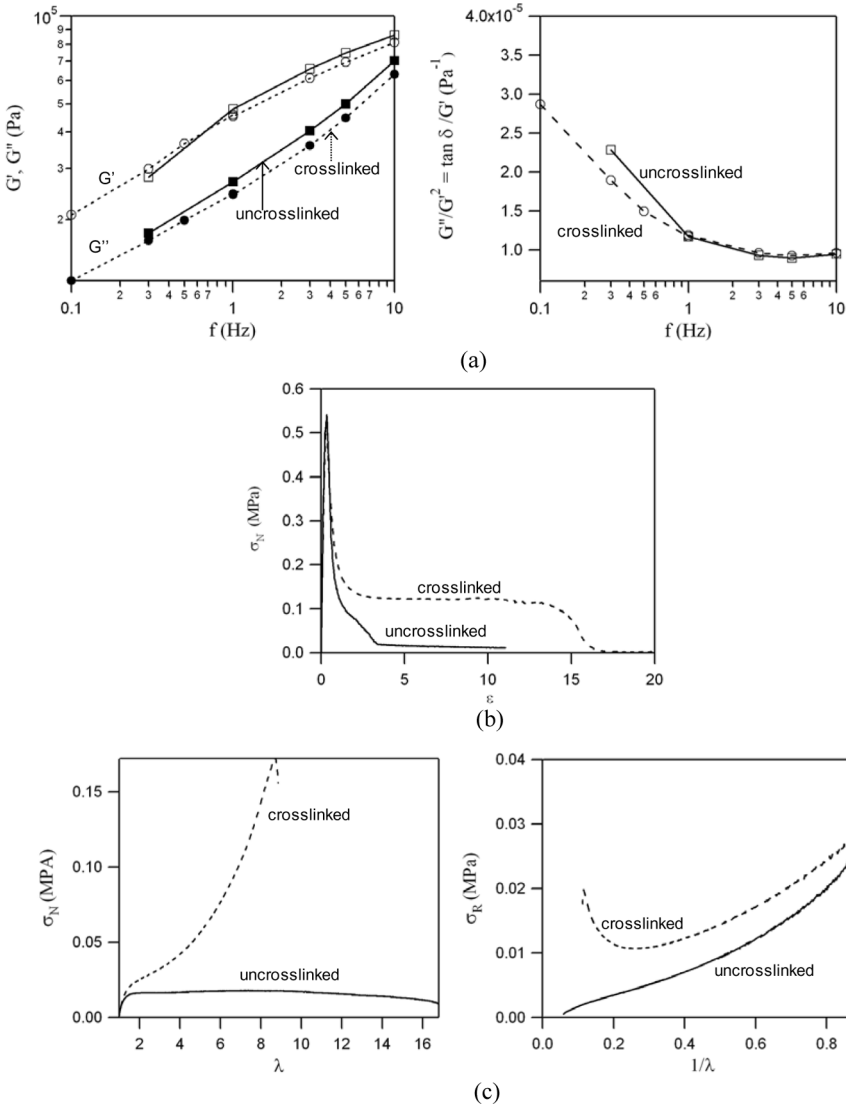 10^5
9
8
7
6
5
4
3
2
G', G" (Pa)
G'
G''
crosslinked
uncrosslinked
0.1 2 3 4 5 6 7 1 2 3 4 5 6 7 10
f (Hz)
4.0x10^-5
3.5
3.0
2.5
2.0
1.5
1.0
G"/G'^2 = tan δ /G' (Pa^-1)
uncrosslinked
crosslinked
0.1 2 3 4 5 6 1 2 3 4 5 6 10
f (Hz)
(a)
0.6
0.5
0.4
0.3
0.2
0.1
0.0
σN (MPa)
crosslinked
uncrosslinked
0 5 10 15 20
ε
(b)
0.15
0.10
0.05
0.00
σN (MPA)
crosslinked
uncrosslinked
2 4 6 8 10 12 14 16
λ
0.04
0.03
0.02
0.01
0.00
σR (MPa)
crosslinked
uncrosslinked
0.0 0.2 0.4 0.6 0.8
1/λ
(c)